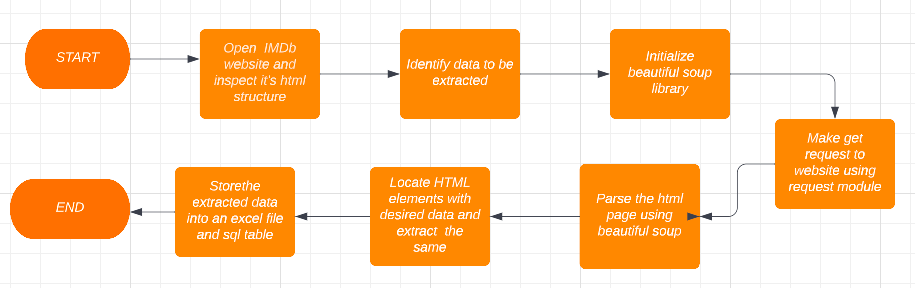 START
Open IMDb
website and
inspect it's html
structure
Identify data to be
extracted
Initialize
beautiful soup
library
Make get
request to
website using
request module
Parse the html
page using
beautiful soup
Locate HTML
elements with
desired data and
extract the
same
Storethe
extracted data
into an excel file
and sql table
END